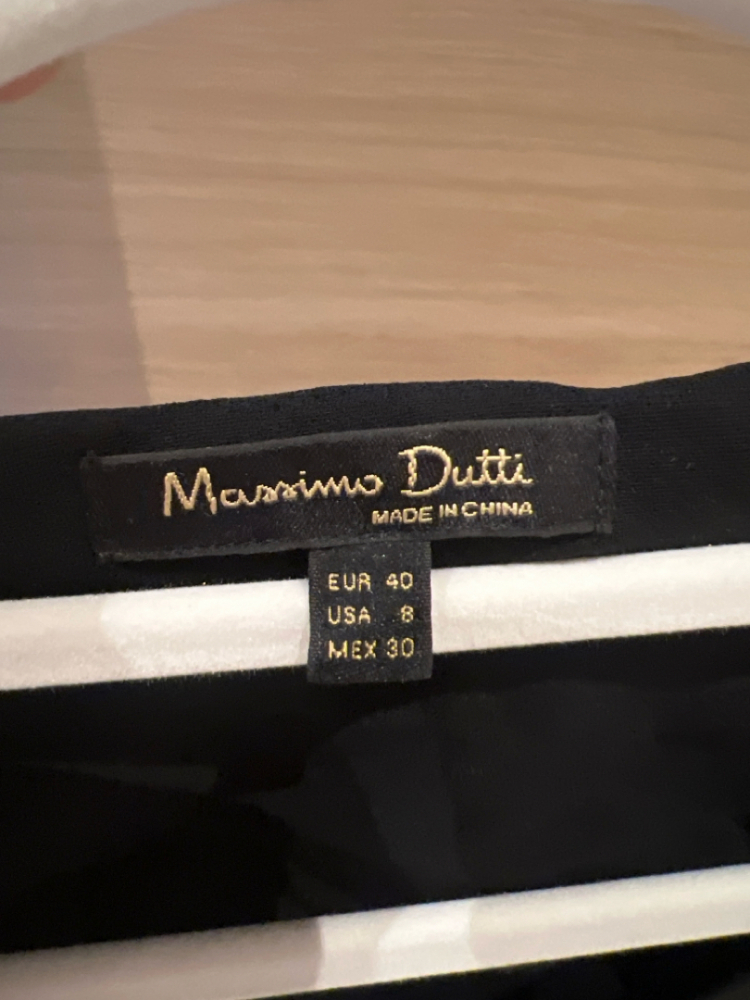 Massimo Dutti
MADE IN CHINA
EUR 40
USA 8
MEX 30